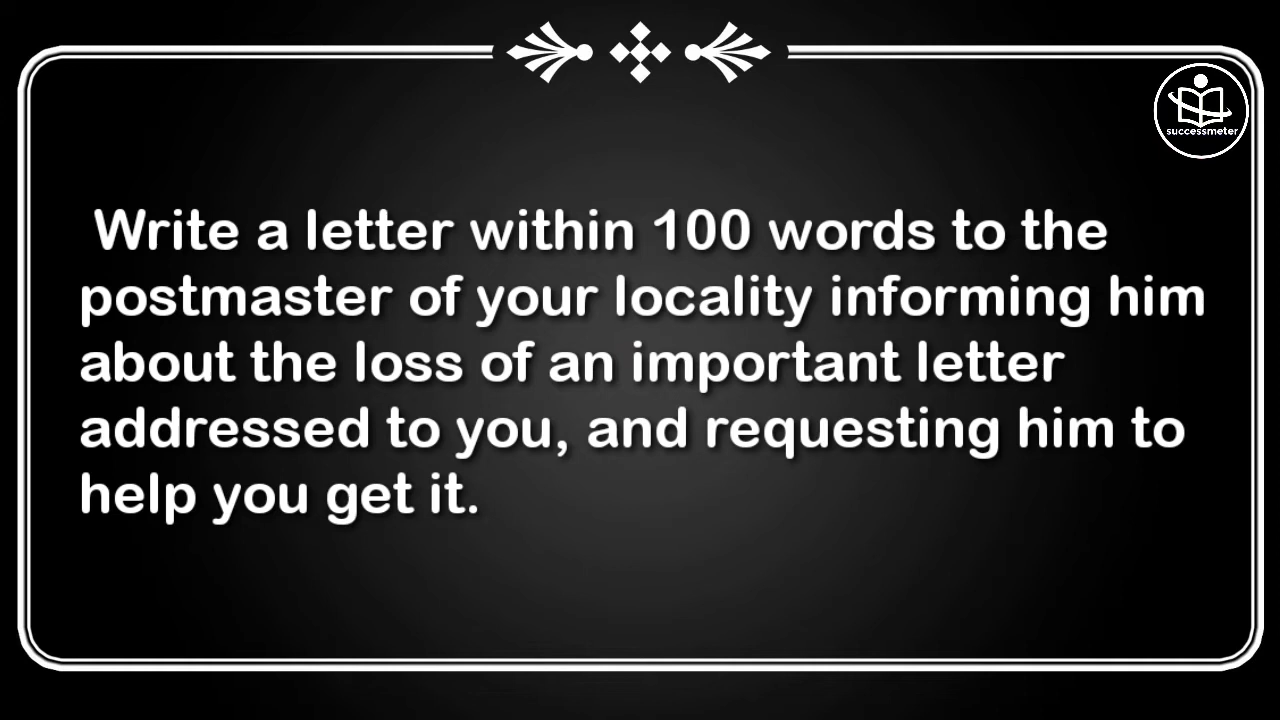 successmeter
Write a letter within 100 words to the
postmaster of your locality informing him
about the loss of an important letter
addressed to you, and requesting him to
help you get it.